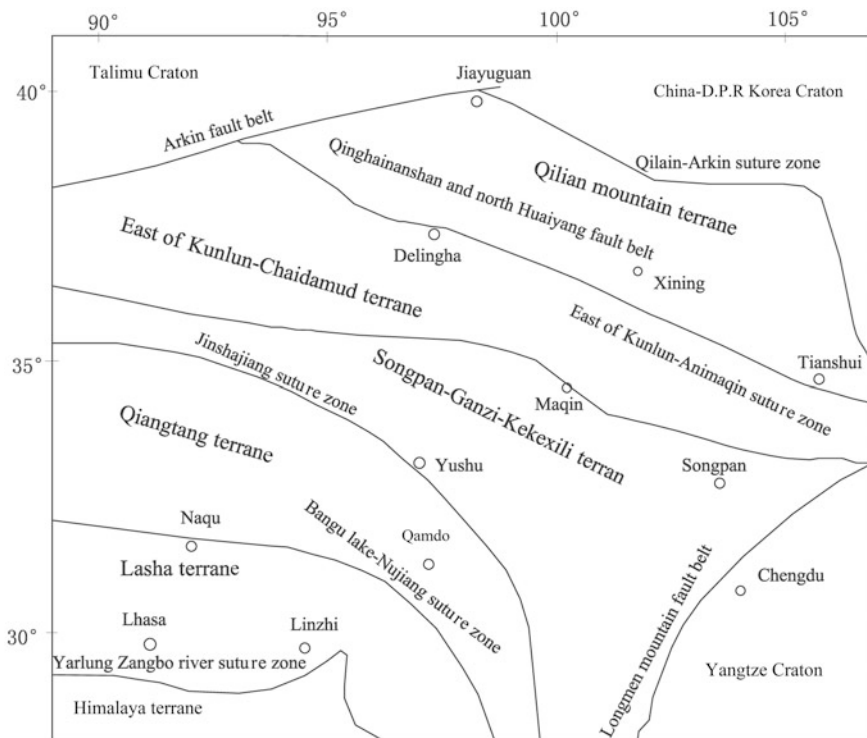 90°
95°
100°
105°
Talimu Craton
Jiayuguan
40°
China-D.P.R Korea Craton
Arkin fault belt
Qilain-Arkin suture zone
Qinghainanshan and north Huaiyang fault belt
Qilian mountain terrane
East of Kunlun-Chaidamud terrane
Delingha
Xining
East of Kunlun-Animaqin suture zone
35°
Jinshajiang suture zone
Songpan-Ganzi-Kekexili terran
Tianshui
Maqin
Qiangtang terrane
Yushu
Songpan
Naqu
Bangu lake-Nujiang suture zone
Qamdo
Lasha terrane
Longmen mountain fault belt
Chengdu
30°
Lhasa
Linzhi
Yarlung Zangbo river suture zone
Yangtze Craton
Himalaya terrane